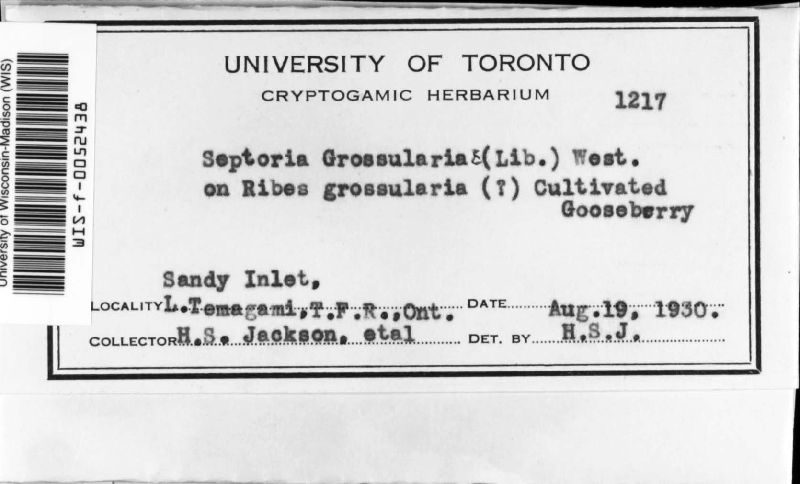 University of Wisconsin-Madison (WIS)
WIS-f-0052438
UNIVERSITY OF TORONTO
CRYPTOGAMIC HERBARIUM
1217
Septoria Grossulariaε(Lib.) West.
on Ribes grossularia (?) Cultivated
Gooseberry
Sandy Inlet,
LOCALITY L.Temagami,T.F.R.,Ont. DATE Aug.19, 1930.
COLLECTOR H.S. Jackson, etal DET. BY H.S.J.